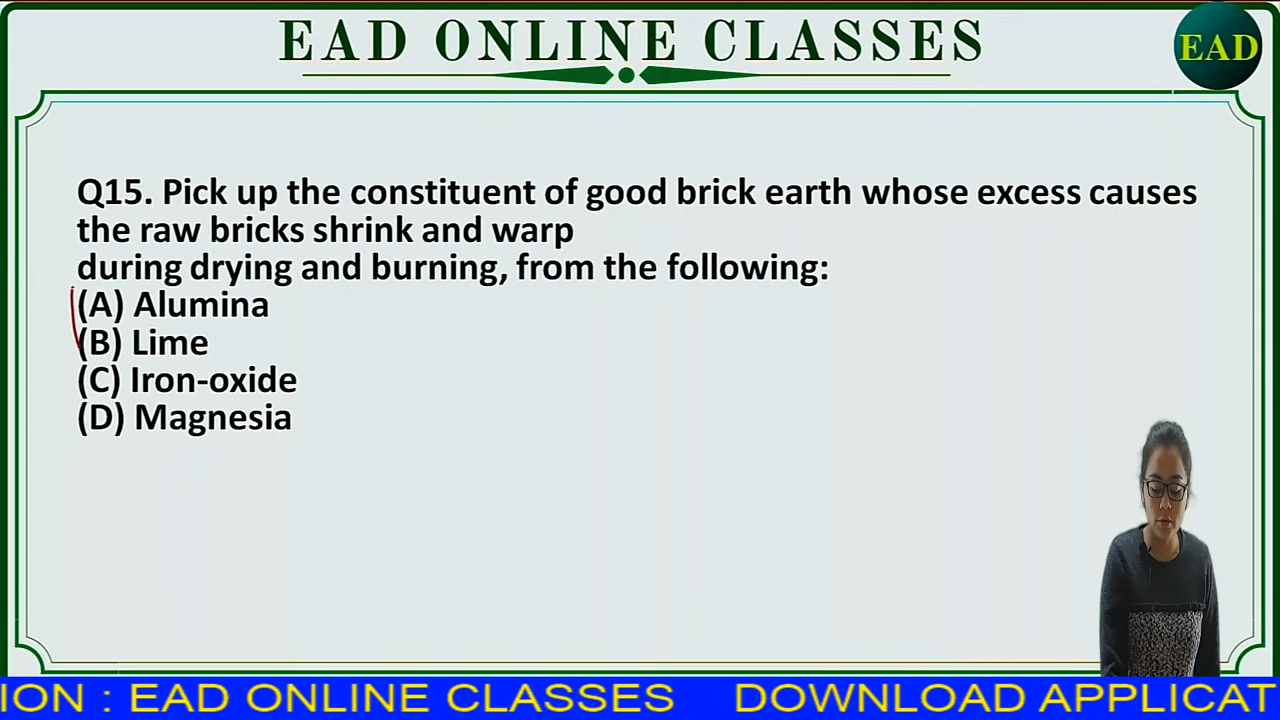 EAD ONLINE CLASSES
EAD
Q15. Pick up the constituent of good brick earth whose excess causes
the raw bricks shrink and warp
during drying and burning, from the following:
(A) Alumina
(B) Lime
(C) Iron-oxide
(D) Magnesia
ION : EAD ONLINE CLASSES DOWNLOAD APPLICAT